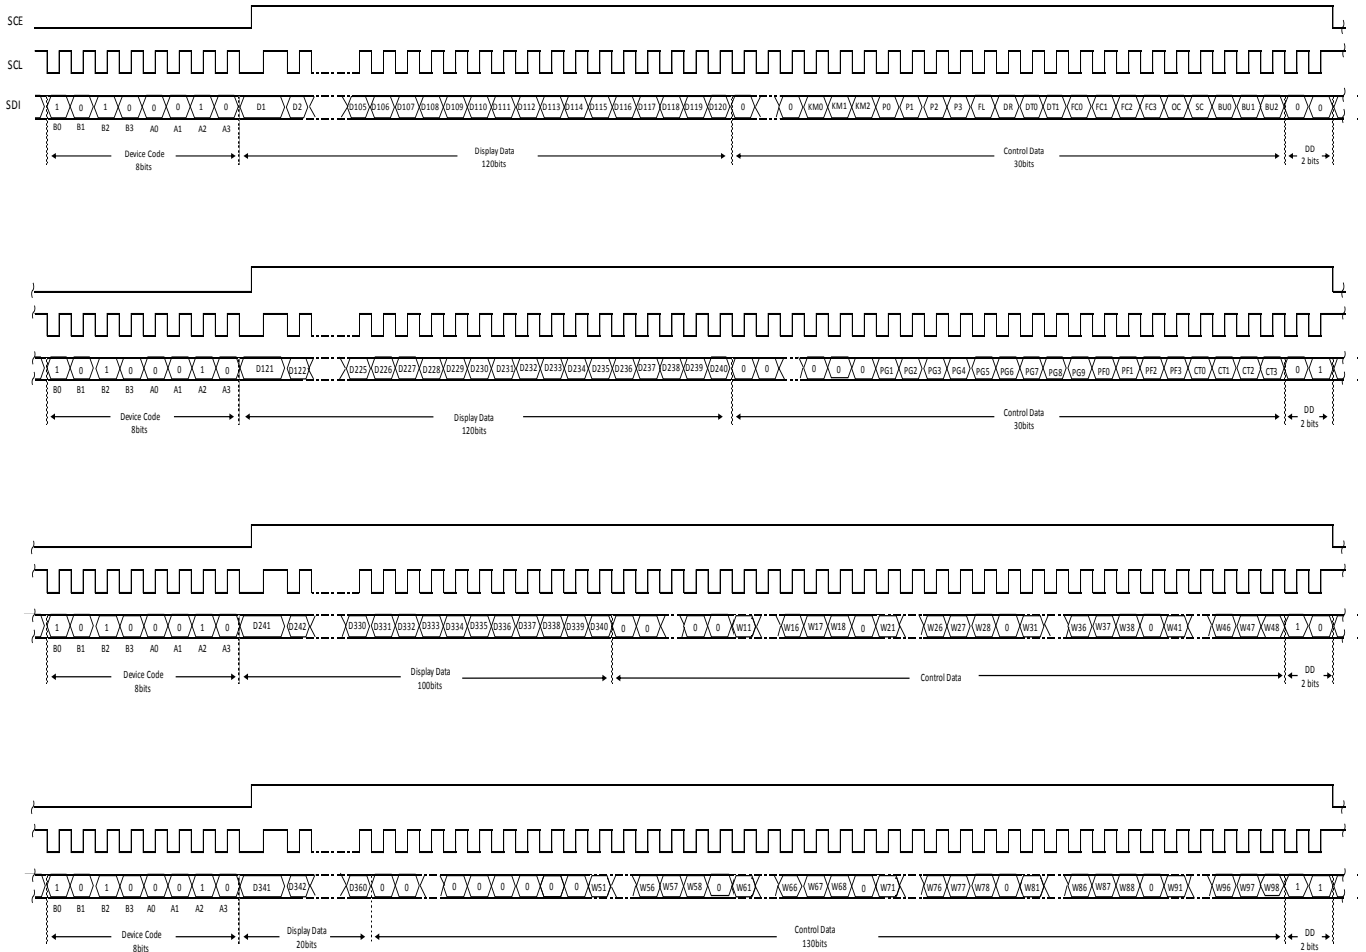 SCE
SCL
SDI 1 0 1 0 0 0 1 0 D1 D2 D105 D106 D107 D108 D109 D110 D111 D112 D113 D114 D115 D116 D117 D118 D119 D120 0 0 KM0 KM1 KM2 P0 P1 P2 P3 FL DR DT0 DT1 FC0 FC1 FC2 FC3 OC SC BU0 BU1 BU2 0 0
B0 B1 B2 B3 A0 A1 A2 A3
Device Code Display Data Control Data DD
8bits 120bits 30bits 2 bits
1 0 1 0 0 0 1 0 D121 D122 D225 D226 D227 D228 D229 D230 D231 D232 D233 D234 D235 D236 D237 D238 D239 D240 0 0 0 0 0 PG1 PG2 PG3 PG4 PG5 PG6 PG7 PG8 PG9 PF0 PF1 PF2 PF3 CT0 CT1 CT2 CT3 0 1
B0 B1 B2 B3 A0 A1 A2 A3
Device Code Display Data Control Data DD
8bits 120bits 30bits 2 bits
1 0 1 0 0 0 1 0 D241 D242 D330 D331 D332 D333 D334 D335 D336 D337 D338 D339 D340 0 0 0 0 W11 W16 W17 W18 0 W21 W26 W27 W28 0 W31 W36 W37 W38 0 W41 W46 W47 W48 1 0
B0 B1 B2 B3 A0 A1 A2 A3
Device Code Display Data Control Data DD
8bits 100bits 2 bits
1 0 1 0 0 0 1 0 D341 D342 D360 0 0 0 0 0 0 0 0 W51 W56 W57 W58 0 W61 W66 W67 W68 0 W71 W76 W77 W78 0 W81 W86 W87 W88 0 W91 W96 W97 W98 1 1
B0 B1 B2 B3 A0 A1 A2 A3
Device Code Display Data Control Data DD
8bits 20bits 130bits 2 bits